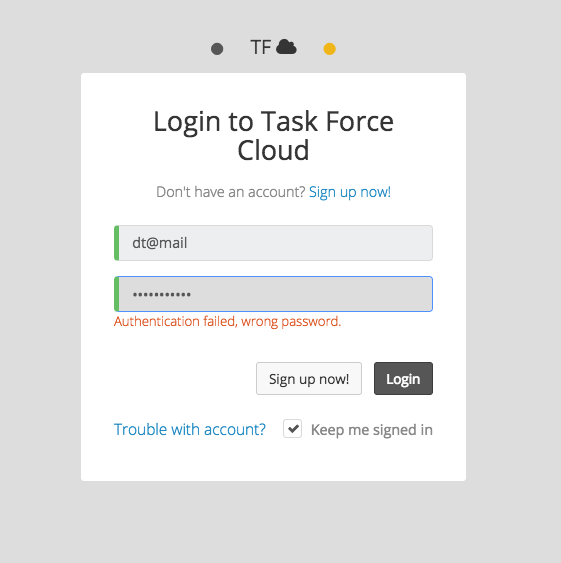 TF
Login to Task Force
Cloud
Don't have an account? Sign up now!
dt@mail
•••••••••••
Authentication failed, wrong password.
Sign up now! Login
Trouble with account? Keep me signed in